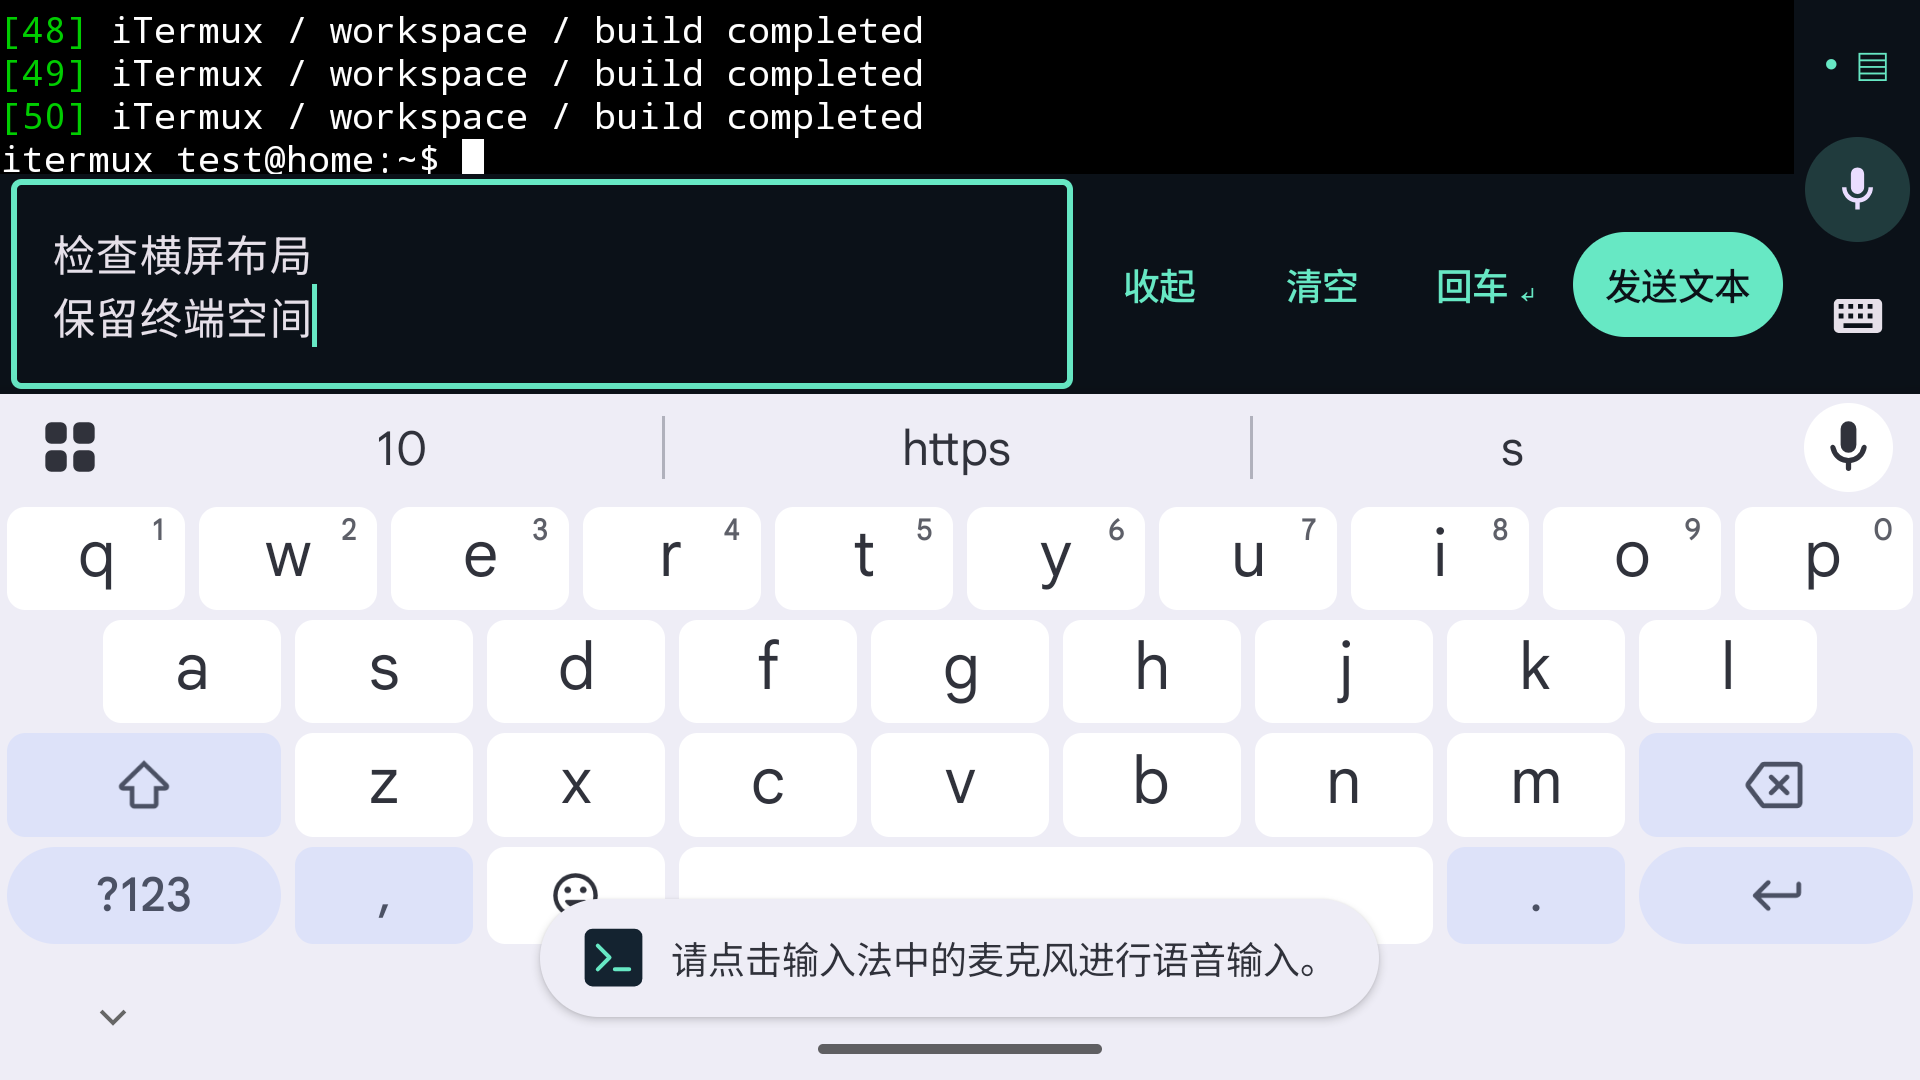 [48] iTermux / workspace / build completed
[49] iTermux / workspace / build completed
[50] iTermux / workspace / build completed
itermux test@home:~$
检查横屏布局
保留终端空间
收起 清空 回车 ↲ 发送文本
10 https s
q 1 w 2 e 3 r 4 t 5 y 6 u 7 i 8 o 9 p 0
a s d f g h j k l
z x c v b n m
?123 , .
请点击输入法中的麦克风进行语音输入。